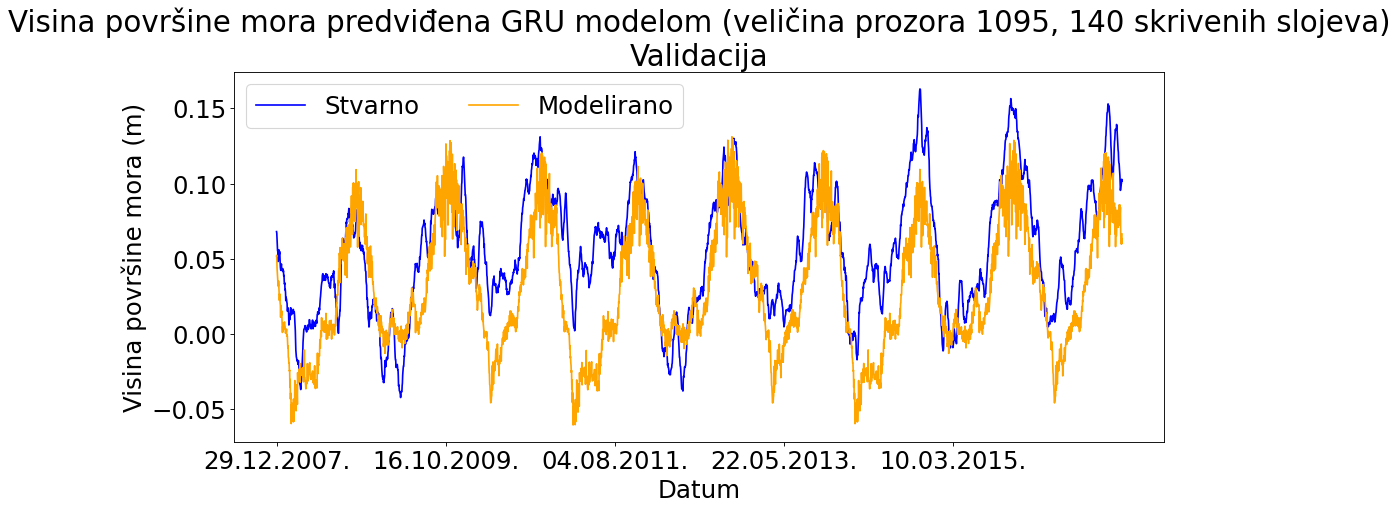 Visina površine mora predviđena GRU modelom (veličina prozora 1095, 140 skrivenih slojeva)
Validacija
Stvarno Modelirano
Visina površine mora (m)
0.15
0.10
0.05
0.00
−0.05
29.12.2007. 16.10.2009. 04.08.2011. 22.05.2013. 10.03.2015.
Datum